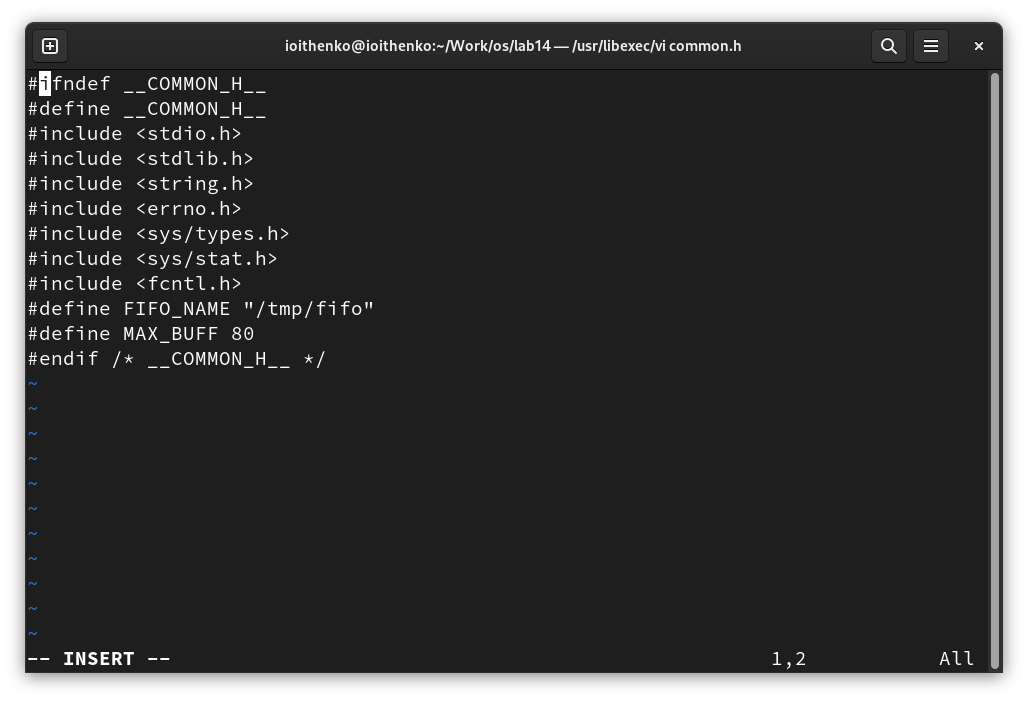 ioithenko@ioithenko:~/Work/os/lab14 — /usr/libexec/vi common.h
#ifndef __COMMON_H__
#define __COMMON_H__
#include <stdio.h>
#include <stdlib.h>
#include <string.h>
#include <errno.h>
#include <sys/types.h>
#include <sys/stat.h>
#include <fcntl.h>
#define FIFO_NAME "/tmp/fifo"
#define MAX_BUFF 80
#endif /* __COMMON_H__ */
~
~
~
~
~
~
~
~
~
~
~
-- INSERT -- 1,2 All